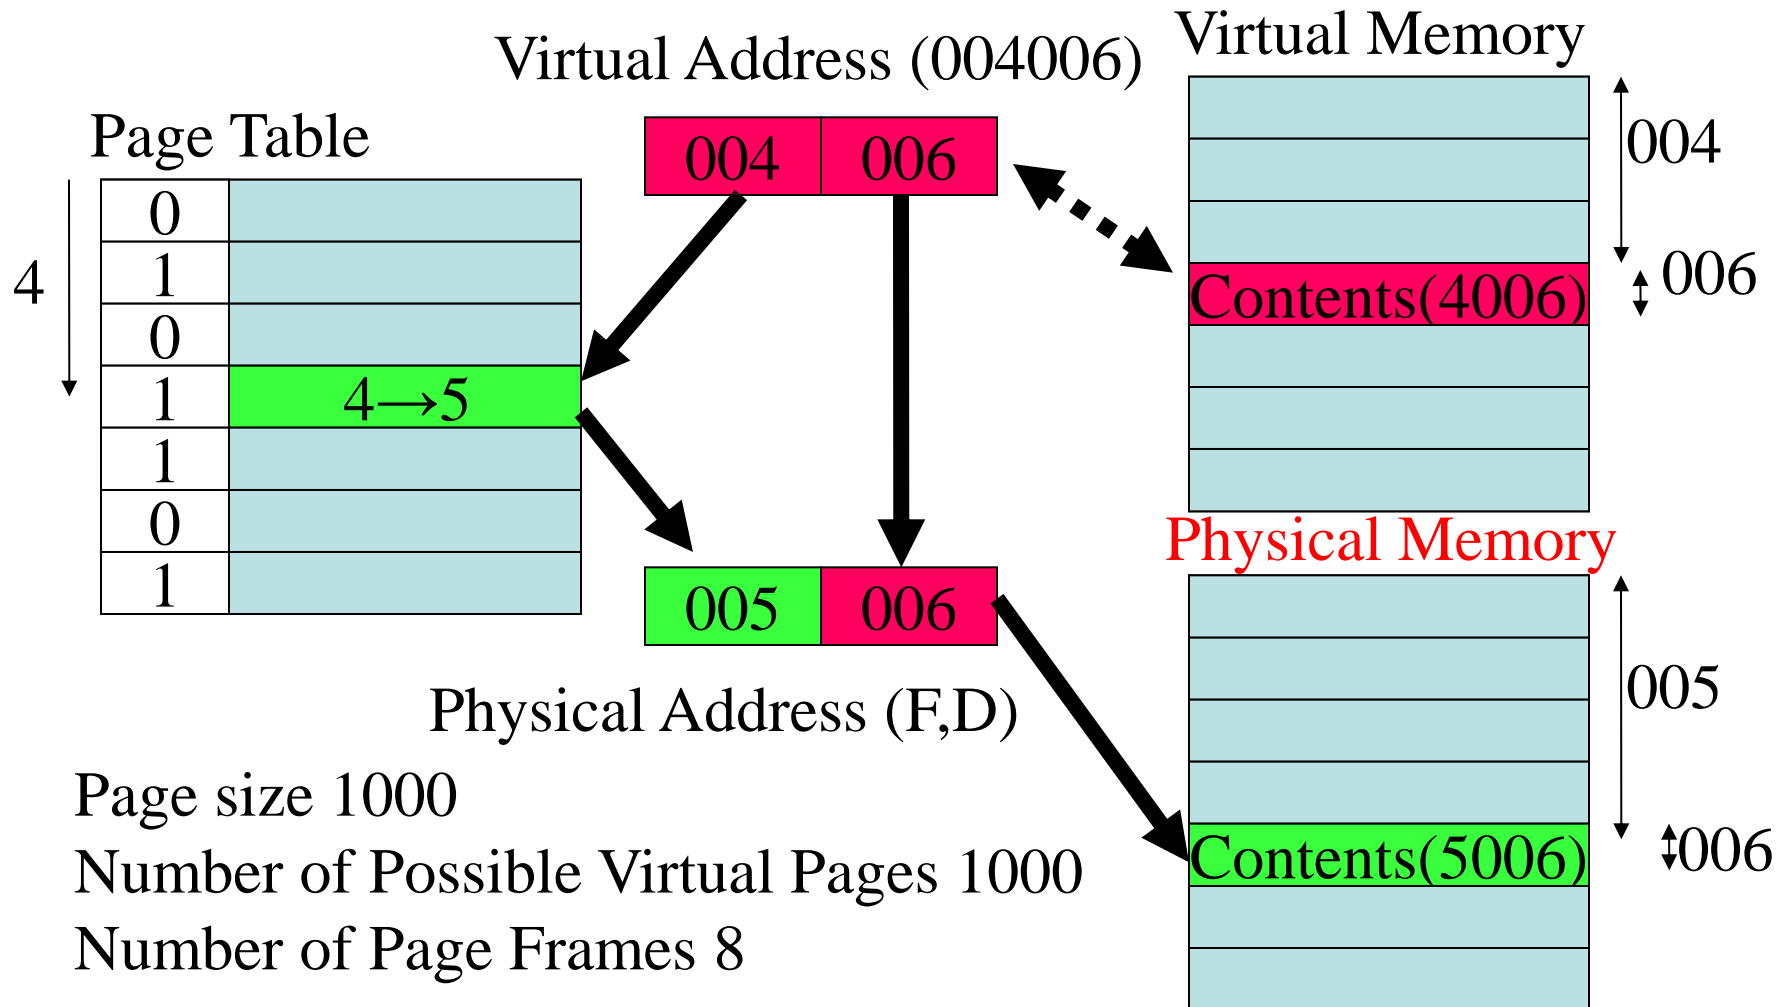 Virtual Memory
Virtual Address (004006)
Page Table
004 006
004
0
1
0
1 4→5
1
0
1
4
006
Contents(4006)
Physical Memory
005 006
005
Physical Address (F,D)
Contents(5006)
006
Page size 1000
Number of Possible Virtual Pages 1000
Number of Page Frames 8